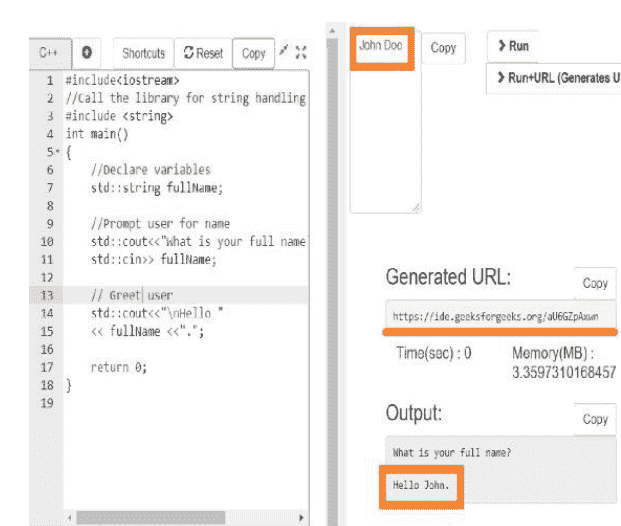 C++ Shortcuts Reset Copy
1 #include<iostream>
2 //Call the library for string handling
3 #include <string>
4 int main()
5 {
6 //Declare variables
7 std::string fullName;
8
9 //Prompt user for name
10 std::cout<<"What is your full name
11 std::cin>> fullName;
12
13 // Greet user
14 std::cout<<"\nHello "
15 << fullName <<".";
16
17 return 0;
18 }
19
John Doe Copy
Run
Run+URL (Generates U
Generated URL: Copy
https://ide.geeksforgeeks.org/aU6GZpAxwn
Time(sec) : 0
Memory(MB) :
3.3597310168457
Output: Copy
What is your full name?
Hello John.